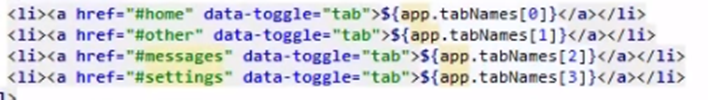 <li><a href="#home" data-toggle="tab">${app.tabNames[0]}</a></li>
<li><a href="#other" data-toggle="tab">${app.tabNames[1]}</a></li>
<li><a href="#messages" data-toggle="tab">${app.tabNames[2]}</a></li>
<li><a href="#settings" data-toggle="tab">${app.tabNames[3]}</a></li>
l>